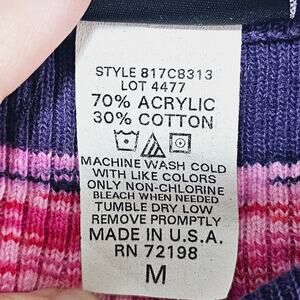 STYLE 817C8313
LOT 4477
70% ACRYLIC
30% COTTON
MACHINE WASH COLD
WITH LIKE COLORS
ONLY NON-CHLORINE
BLEACH WHEN NEEDED
TUMBLE DRY LOW
REMOVE PROMPTLY
MADE IN U.S.A.
RN 72198
M